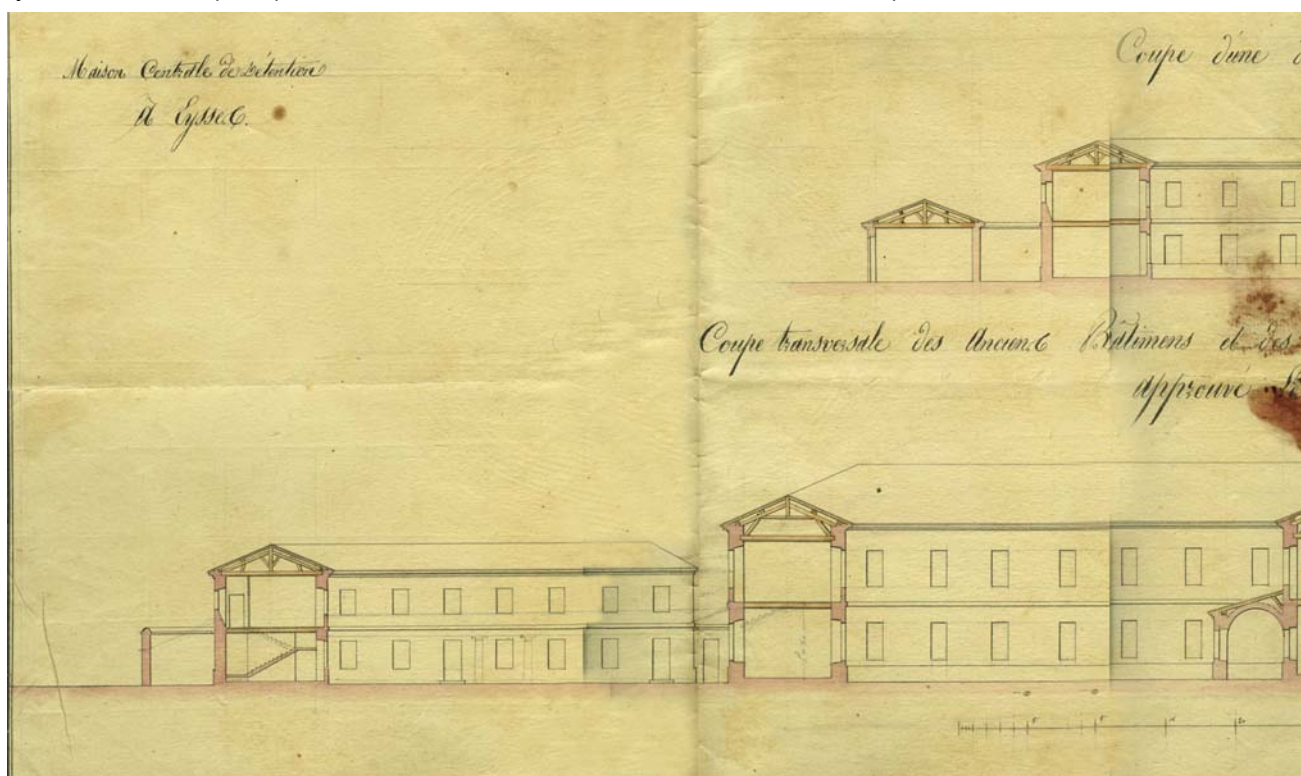 Maison Centrale de Détention
A Eysses.
Coupe d'une
Coupe transversale des Anciens Bâtimens et des
approuvé